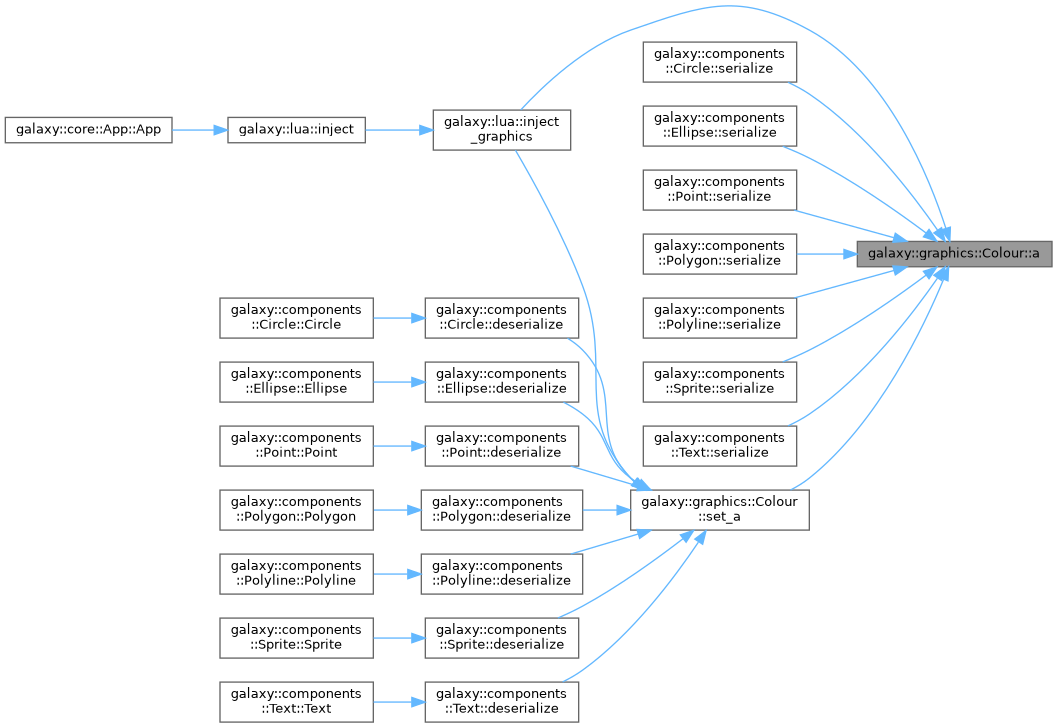 galaxy::components
::Circle::serialize
galaxy::components
::Ellipse::serialize
galaxy::core::App::App
galaxy::lua::inject
galaxy::lua::inject
_graphics
galaxy::components
::Point::serialize
galaxy::components
::Polygon::serialize
galaxy::graphics::Colour::a
galaxy::components
::Circle::Circle
galaxy::components
::Circle::deserialize
galaxy::components
::Polyline::serialize
galaxy::components
::Ellipse::Ellipse
galaxy::components
::Ellipse::deserialize
galaxy::components
::Sprite::serialize
galaxy::components
::Point::Point
galaxy::components
::Point::deserialize
galaxy::components
::Text::serialize
galaxy::components
::Polygon::Polygon
galaxy::components
::Polygon::deserialize
galaxy::graphics::Colour
::set_a
galaxy::components
::Polyline::Polyline
galaxy::components
::Polyline::deserialize
galaxy::components
::Sprite::Sprite
galaxy::components
::Sprite::deserialize
galaxy::components
::Text::Text
galaxy::components
::Text::deserialize